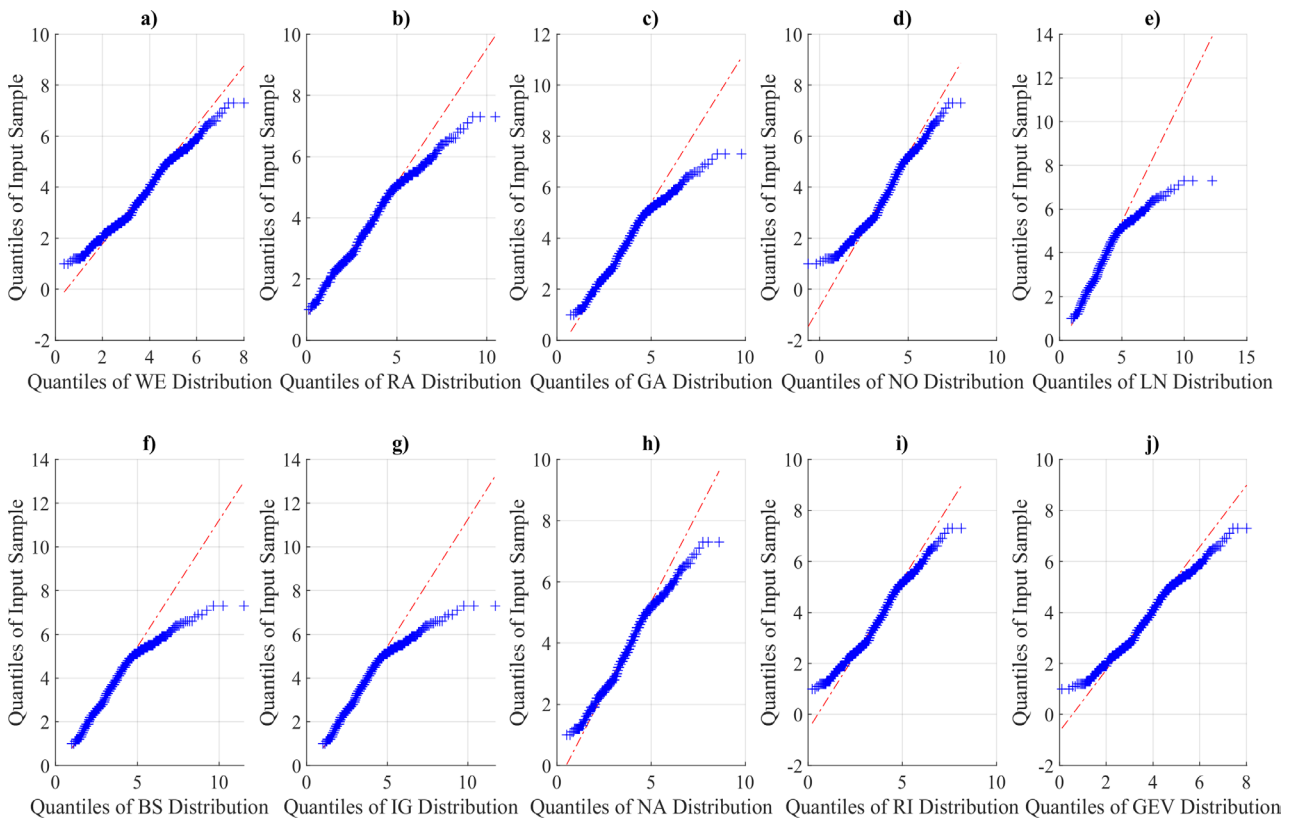 a)
10
8
6
4
2
0
-2
0 2 4 6 8
Quantiles of Input Sample
Quantiles of WE Distribution
b)
10
8
6
4
2
0
0 5 10
Quantiles of Input Sample
Quantiles of RA Distribution
c)
12
10
8
6
4
2
0
0 5 10
Quantiles of Input Sample
Quantiles of GA Distribution
d)
10
8
6
4
2
0
-2
0 5 10
Quantiles of Input Sample
Quantiles of NO Distribution
e)
14
12
10
8
6
4
2
0
0 5 10 15
Quantiles of Input Sample
Quantiles of LN Distribution
f)
14
12
10
8
6
4
2
0
0 5 10
Quantiles of Input Sample
Quantiles of BS Distribution
g)
14
12
10
8
6
4
2
0
0 5 10
Quantiles of Input Sample
Quantiles of IG Distribution
h)
10
8
6
4
2
0
0 5 10
Quantiles of Input Sample
Quantiles of NA Distribution
i)
10
8
6
4
2
0
-2
0 5 10
Quantiles of Input Sample
Quantiles of RI Distribution
j)
10
8
6
4
2
0
-2
0 2 4 6 8
Quantiles of Input Sample
Quantiles of GEV Distribution